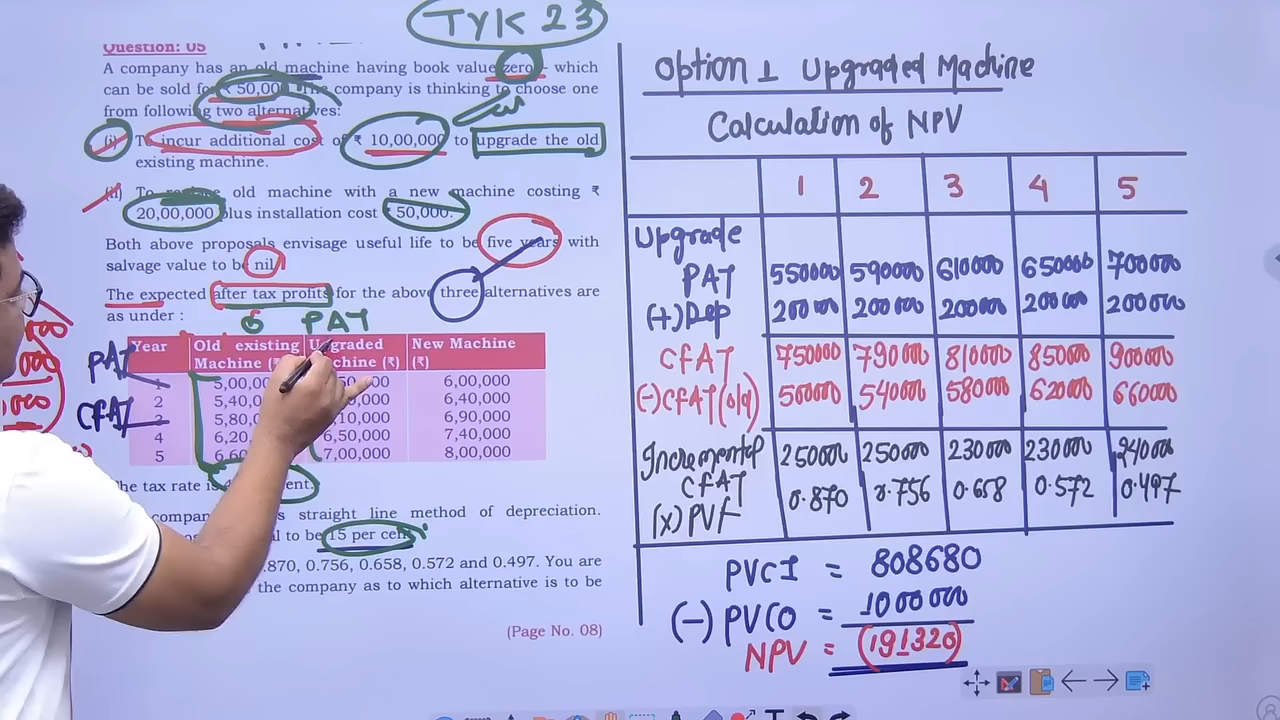 TYK 23
Question: 05
A company has an old machine having book value zero - which
can be sold for ₹ 50,000. The company is thinking to choose one
from following two alternatives:
(i) To incur additional cost of ₹ 10,00,000 to upgrade the old
existing machine.
(ii) To old machine with a new machine costing ₹
20,00,000 plus installation cost ₹ 50,000.
Both above proposals envisage useful life to be five years with
salvage value to be nil.
The expected after tax profits for the above three alternatives are
as under :
PAT
Year Old existing Machine (₹) Upgraded Machine (₹) New Machine (₹)
PAT
1 5,00,00 50,000 6,00,000
2 5,40,0 0,000 6,40,000
CFAT
3 5,80, 10,000 6,90,000
4 6,20, 6,50,000 7,40,000
5 6,60 7,00,000 8,00,000
The tax rate is cent.
compan s straight line method of depreciation.
al to be 15 per cent
.870, 0.756, 0.658, 0.572 and 0.497. You are
the company as to which alternative is to be
(Page No. 08)
Option 1 Upgraded Machine
Calculation of NPV
1 2 3 4 5
Upgrade
PAT 550000 590000 610000 650000 700000
(+) Dep 200000 200000 200000 200000 200000
CFAT 750000 790000 810000 850000 900000
(-) CFAT (old) 500000 540000 580000 620000 660000
Incremental CFAT 250000 250000 230000 230000 240000
(x) PVF 0.870 0.756 0.658 0.572 0.497
PVCI = 808680
(-) PVCO = 1000000
NPV = (191320)